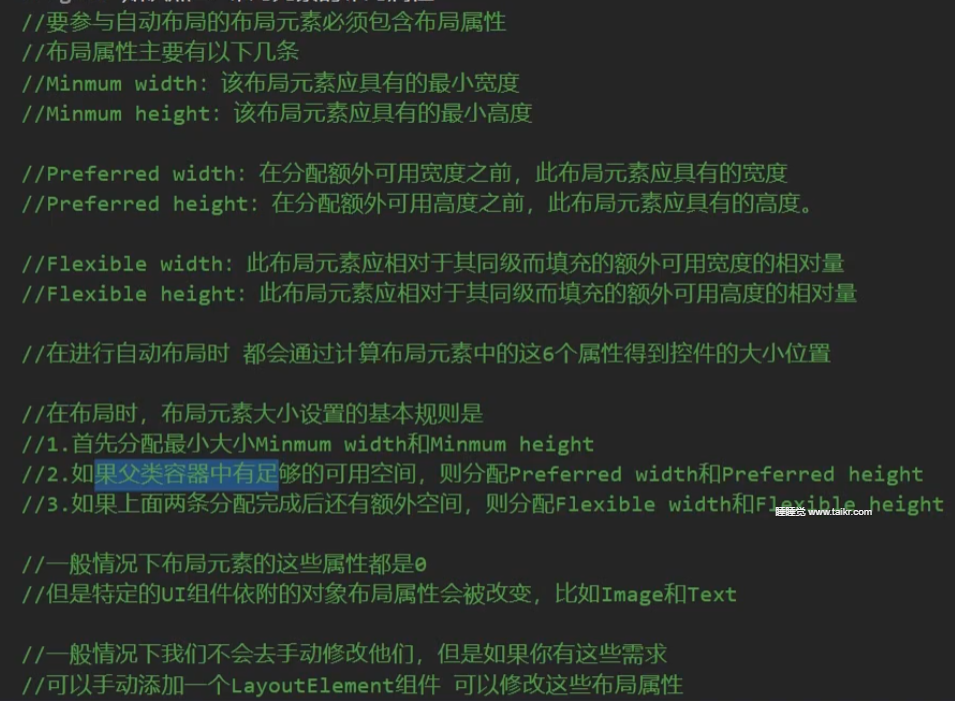 //要参与自动布局的布局元素必须包含布局属性
//布局属性主要有以下几条
//Minmum width: 该布局元素应具有的最小宽度
//Minmum height: 该布局元素应具有的最小高度
//Preferred width: 在分配额外可用宽度之前，此布局元素应具有的宽度
//Preferred height: 在分配额外可用高度之前，此布局元素应具有的高度。
//Flexible width: 此布局元素应相对于其同级而填充的额外可用宽度的相对量
//Flexible height: 此布局元素应相对于其同级而填充的额外可用高度的相对量
//在进行自动布局时 都会通过计算布局元素中的这6个属性得到控件的大小位置
//在布局时，布局元素大小设置的基本规则是
//1.首先分配最小大小Minmum width和Minmum height
//2.如果父类容器中有足够的可用空间，则分配Preferred width和Preferred height
//3.如果上面两条分配完成后还有额外空间，则分配Flexible width和Flexible height
睡睡觉 www.taikr.com
//一般情况下布局元素的这些属性都是0
//但是特定的UI组件依附的对象布局属性会被改变，比如Image和Text
//一般情况下我们不会去手动修改他们，但是如果你有这些需求
//可以手动添加一个LayoutElement组件 可以修改这些布局属性